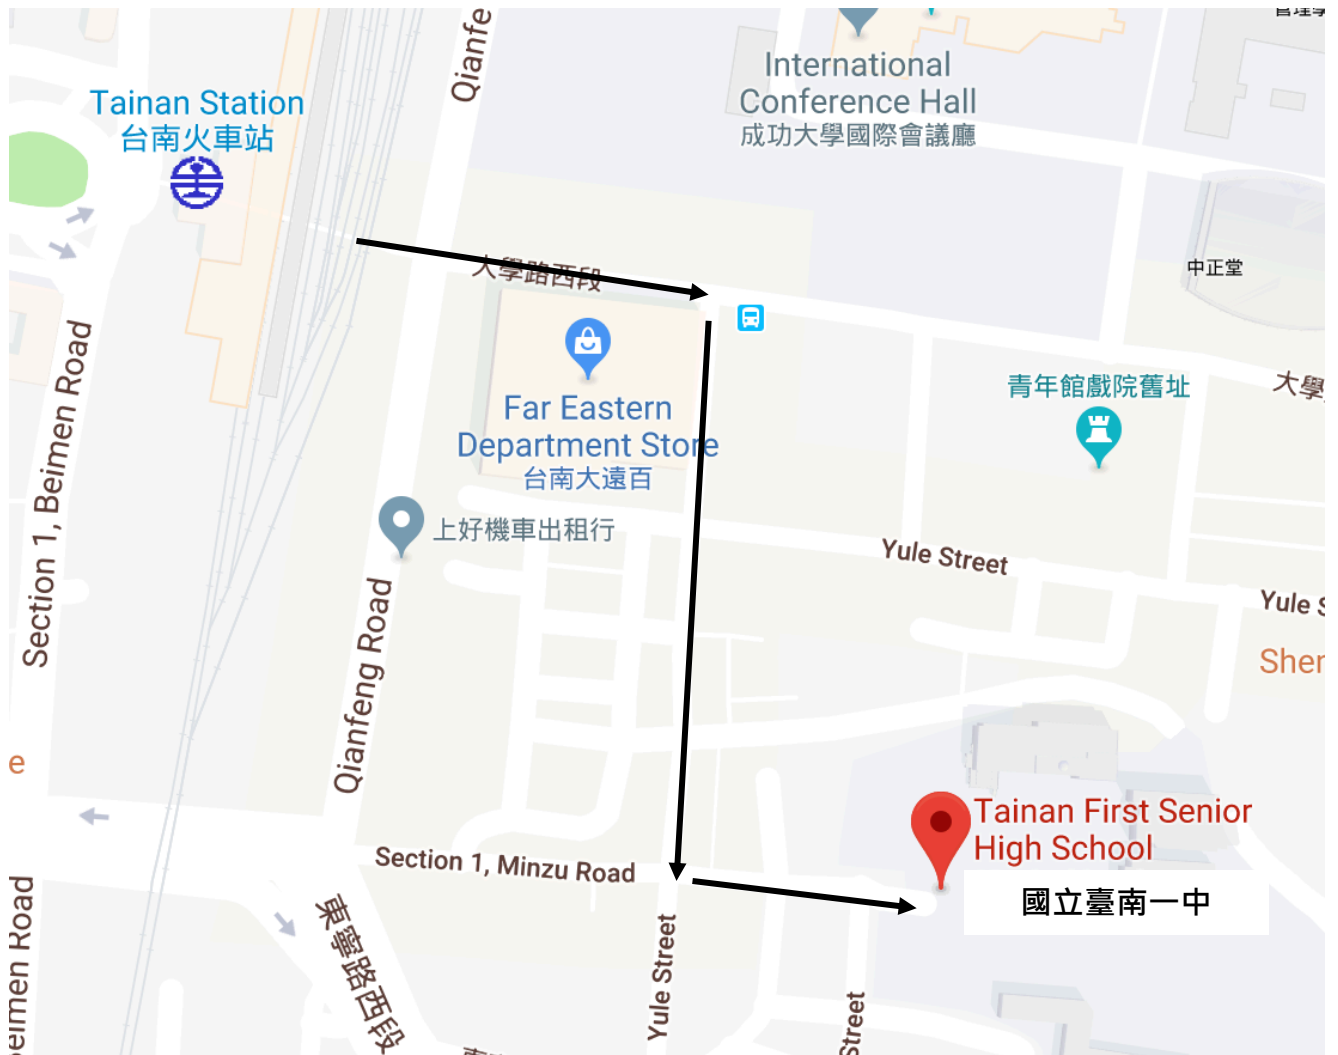 管理學
Qianfe
International
Conference Hall
成功大學國際會議廳
Tainan Station
台南火車站
大學路西段
中正堂
青年館戲院舊址
大學
Far Eastern
Department Store
台南大遠百
Section 1, Beimen Road
上好機車出租行
Yule Street
Yule S
Sher
Qianfeng Road
e
Tainan First Senior
High School
國立臺南一中
Section 1, Minzu Road
東寧路西段
Yule Street
Street
eimen Road